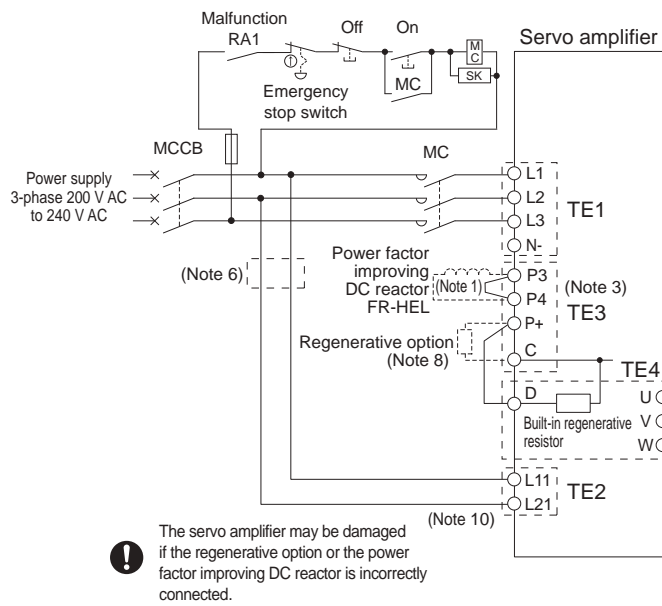 Malfunction
RA1
Off
On
M
C
SK
Servo amplifier
MC
Emergency
stop switch
MCCB
MC
Power supply
3-phase 200 V AC
to 240 V AC
L1
L2
L3
N-
TE1
(Note 6)
Power factor
improving
DC reactor
FR-HEL
(Note 1)
P3
P4
(Note 3)
TE3
P+
Regenerative option
(Note 8)
C
TE4
D
Built-in regenerative
resistor
U
V
W
L11
L21
TE2
(Note 10)
The servo amplifier may be damaged
if the regenerative option or the power
factor improving DC reactor is incorrectly
connected.